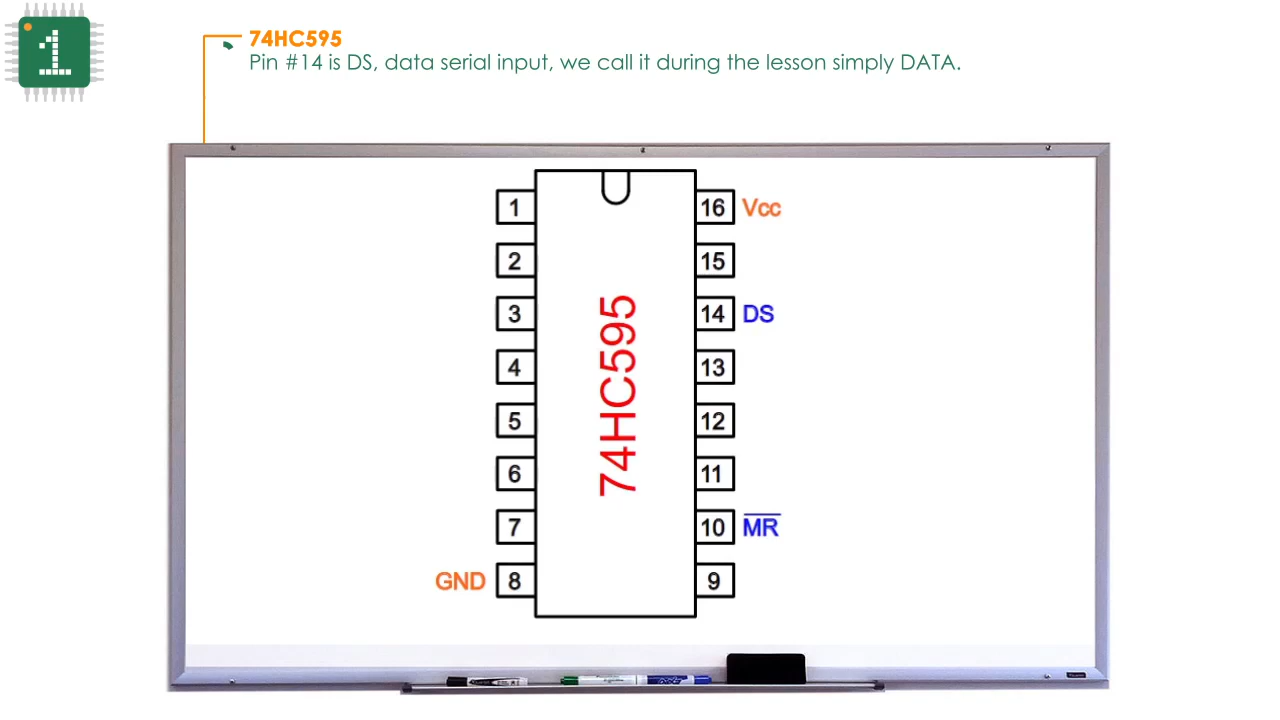 1
74HC595
Pin #14 is DS, data serial input, we call it during the lesson simply DATA.
1
16 Vcc
2
15
3
14 DS
4
13
5
12
6
11
7
10 MR
GND 8
9
74HC595